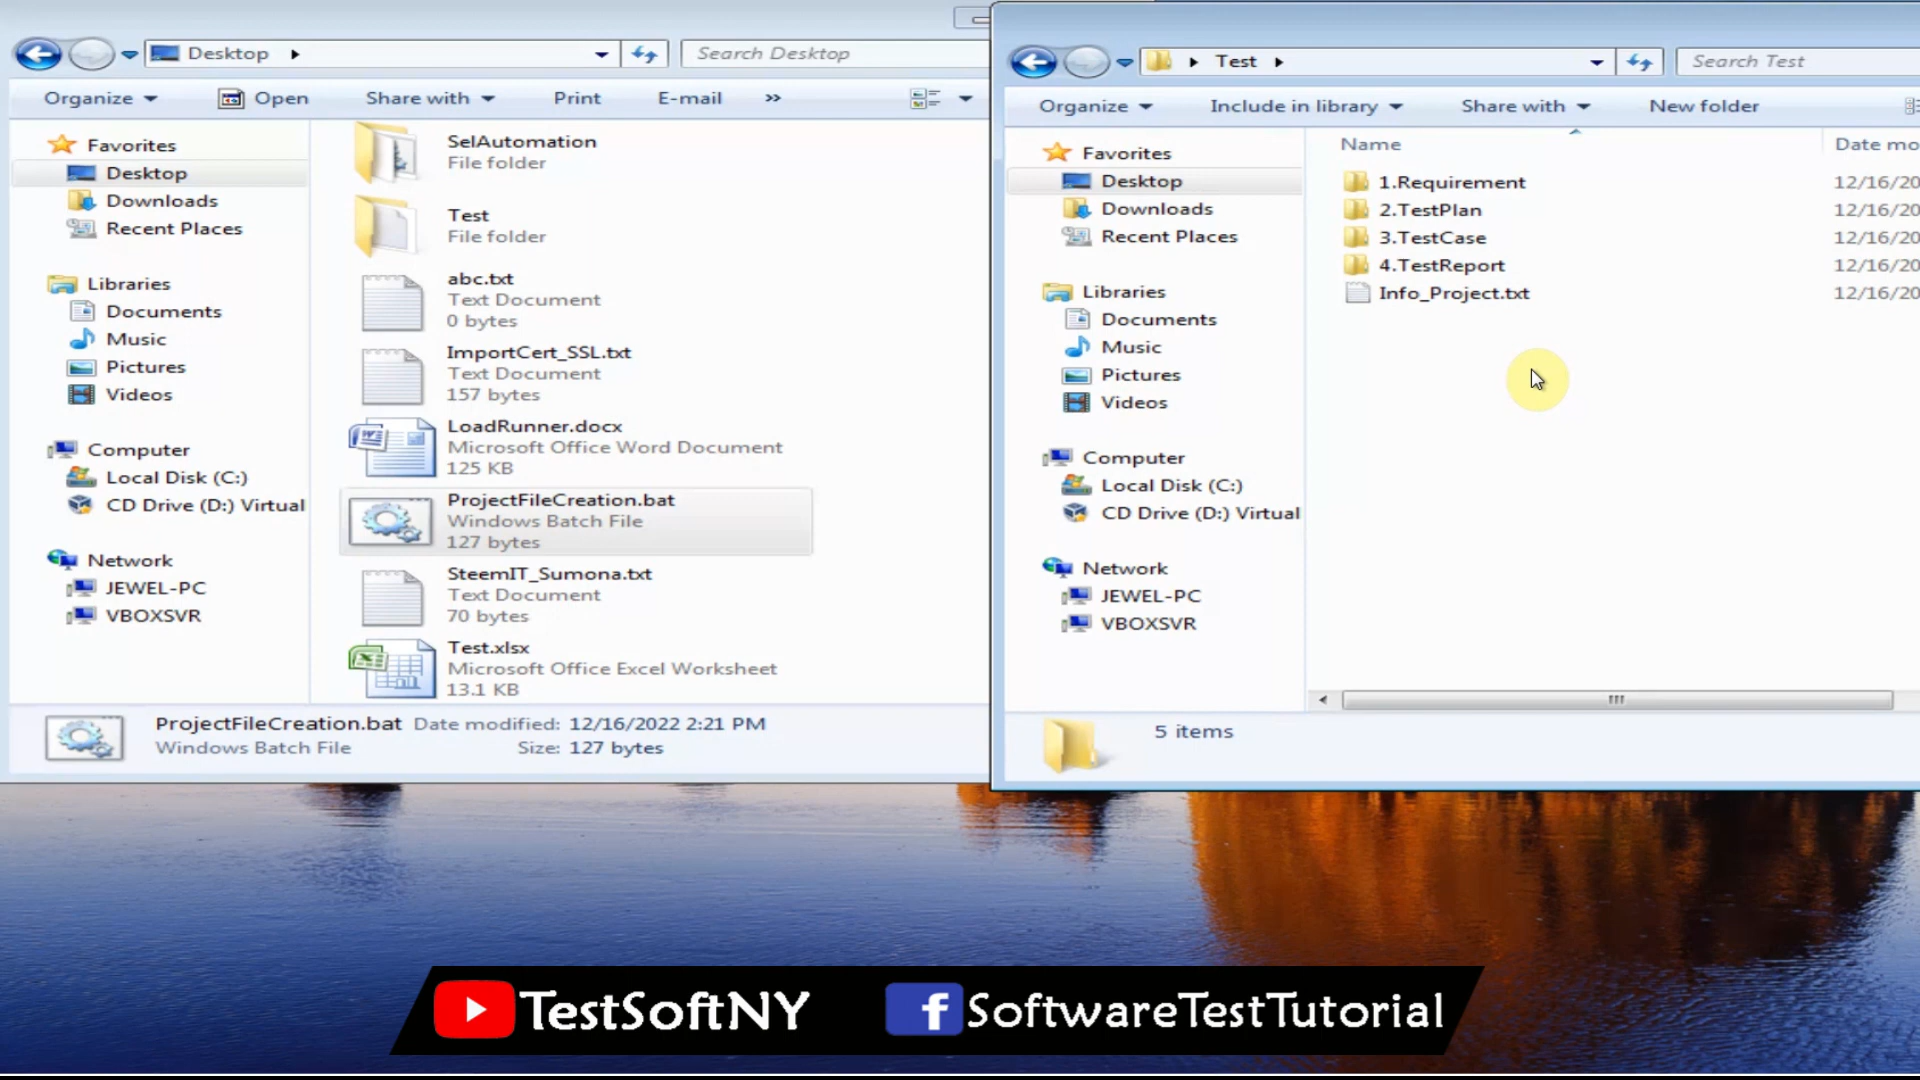 Desktop
Search Desktop
Organize
Open
Share with
Print
E-mail
»
Favorites
Desktop
Downloads
Recent Places
Libraries
Documents
Music
Pictures
Videos
Computer
Local Disk (C:)
CD Drive (D:) Virtual
Network
JEWEL-PC
VBOXSVR
SelAutomation
File folder
Test
File folder
abc.txt
Text Document
0 bytes
ImportCert_SSL.txt
Text Document
157 bytes
LoadRunner.docx
Microsoft Office Word Document
125 KB
ProjectFileCreation.bat
Windows Batch File
127 bytes
SteemIT_Sumona.txt
Text Document
70 bytes
Test.xlsx
Microsoft Office Excel Worksheet
13.1 KB
ProjectFileCreation.bat Date modified: 12/16/2022 2:21 PM
Windows Batch File Size: 127 bytes
Test
Search Test
Organize
Include in library
Share with
New folder
Favorites
Desktop
Downloads
Recent Places
Libraries
Documents
Music
Pictures
Videos
Computer
Local Disk (C:)
CD Drive (D:) Virtual
Network
JEWEL-PC
VBOXSVR
Name Date mo
1.Requirement 12/16/20
2.TestPlan 12/16/20
3.TestCase 12/16/20
4.TestReport 12/16/20
Info_Project.txt 12/16/20
5 items
TestSoftNY
f SoftwareTestTutorial